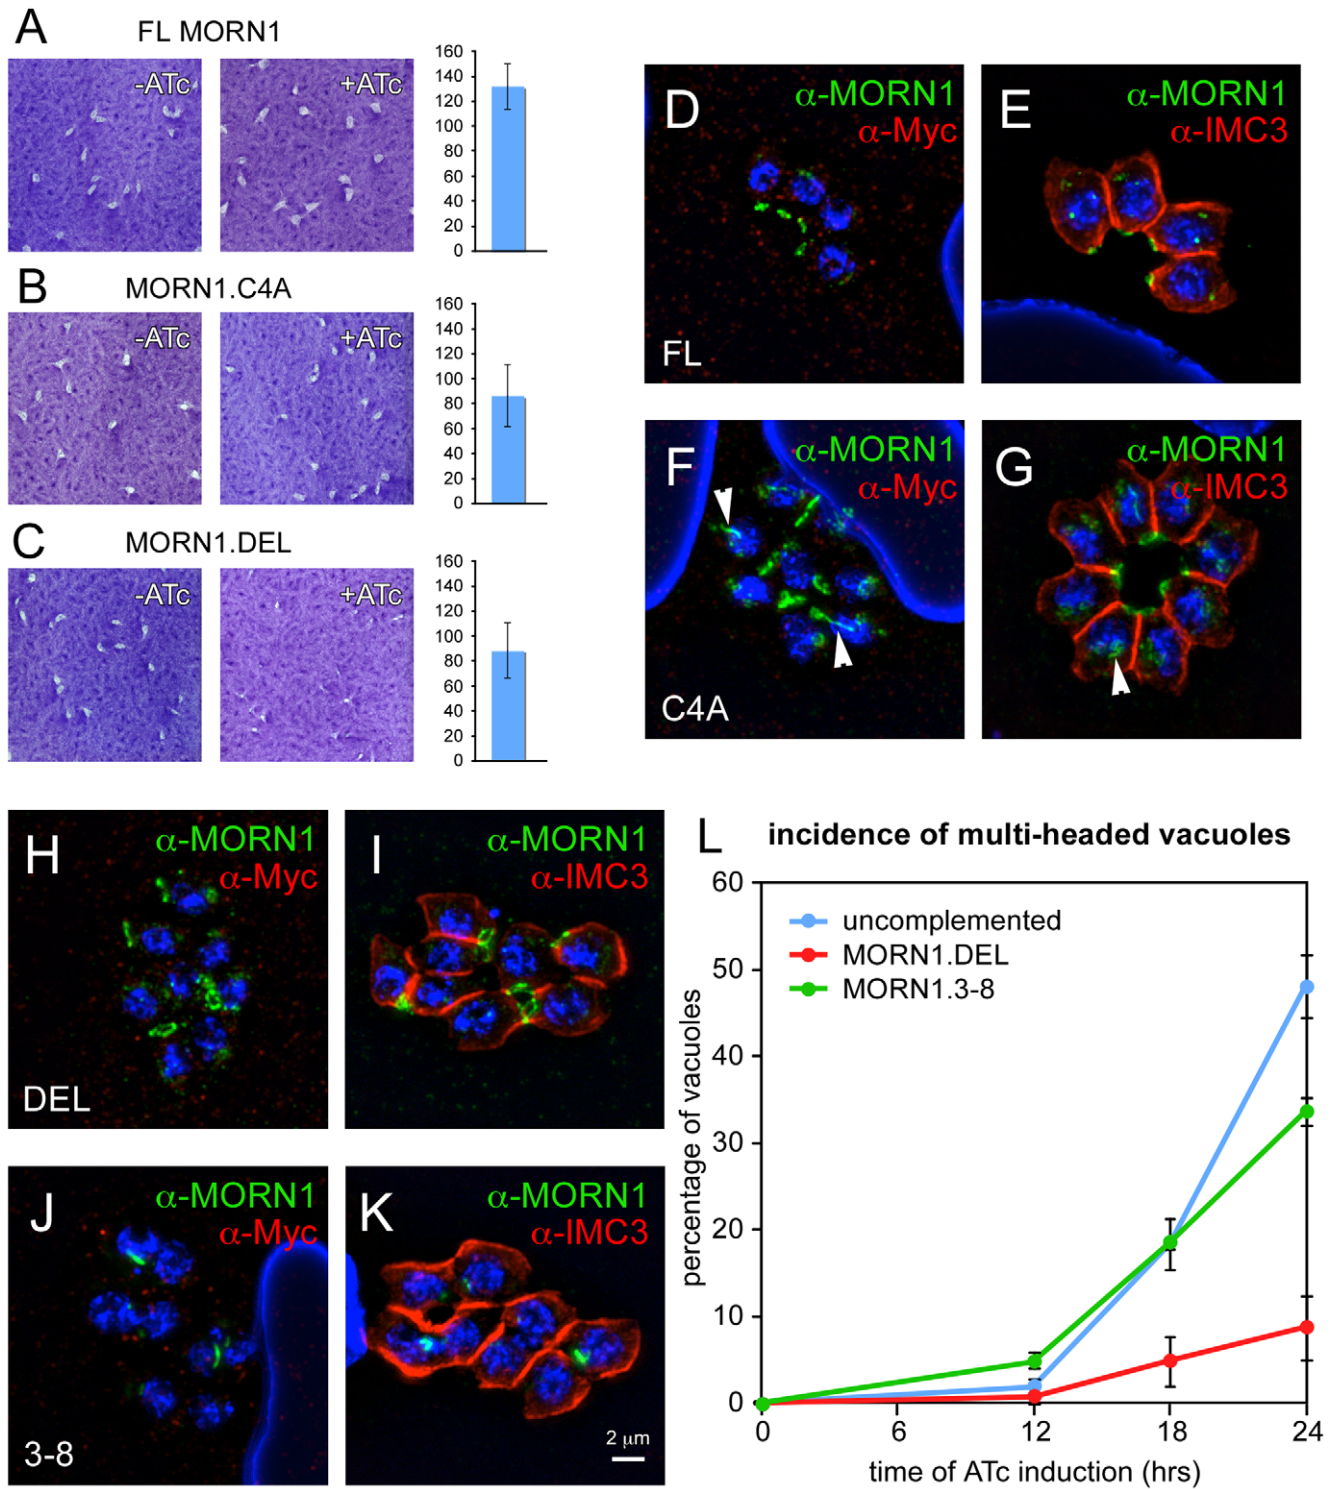 A
FL MORN1
-ATc
+ATc
160
140
120
100
80
60
40
20
0
B
MORN1.C4A
-ATc
+ATc
160
140
120
100
80
60
40
20
0
C
MORN1.DEL
-ATc
+ATc
160
140
120
100
80
60
40
20
0
D
α-MORN1
α-Myc
FL
E
α-MORN1
α-IMC3
F
α-MORN1
α-Myc
C4A
G
α-MORN1
α-IMC3
H
α-MORN1
α-Myc
DEL
I
α-MORN1
α-IMC3
J
α-MORN1
α-Myc
3-8
K
α-MORN1
α-IMC3
2 μm
L
incidence of multi-headed vacuoles
uncomplemented
MORN1.DEL
MORN1.3-8
percentage of vacuoles
60
50
40
30
20
10
0
0 6 12 18 24
time of ATc induction (hrs)